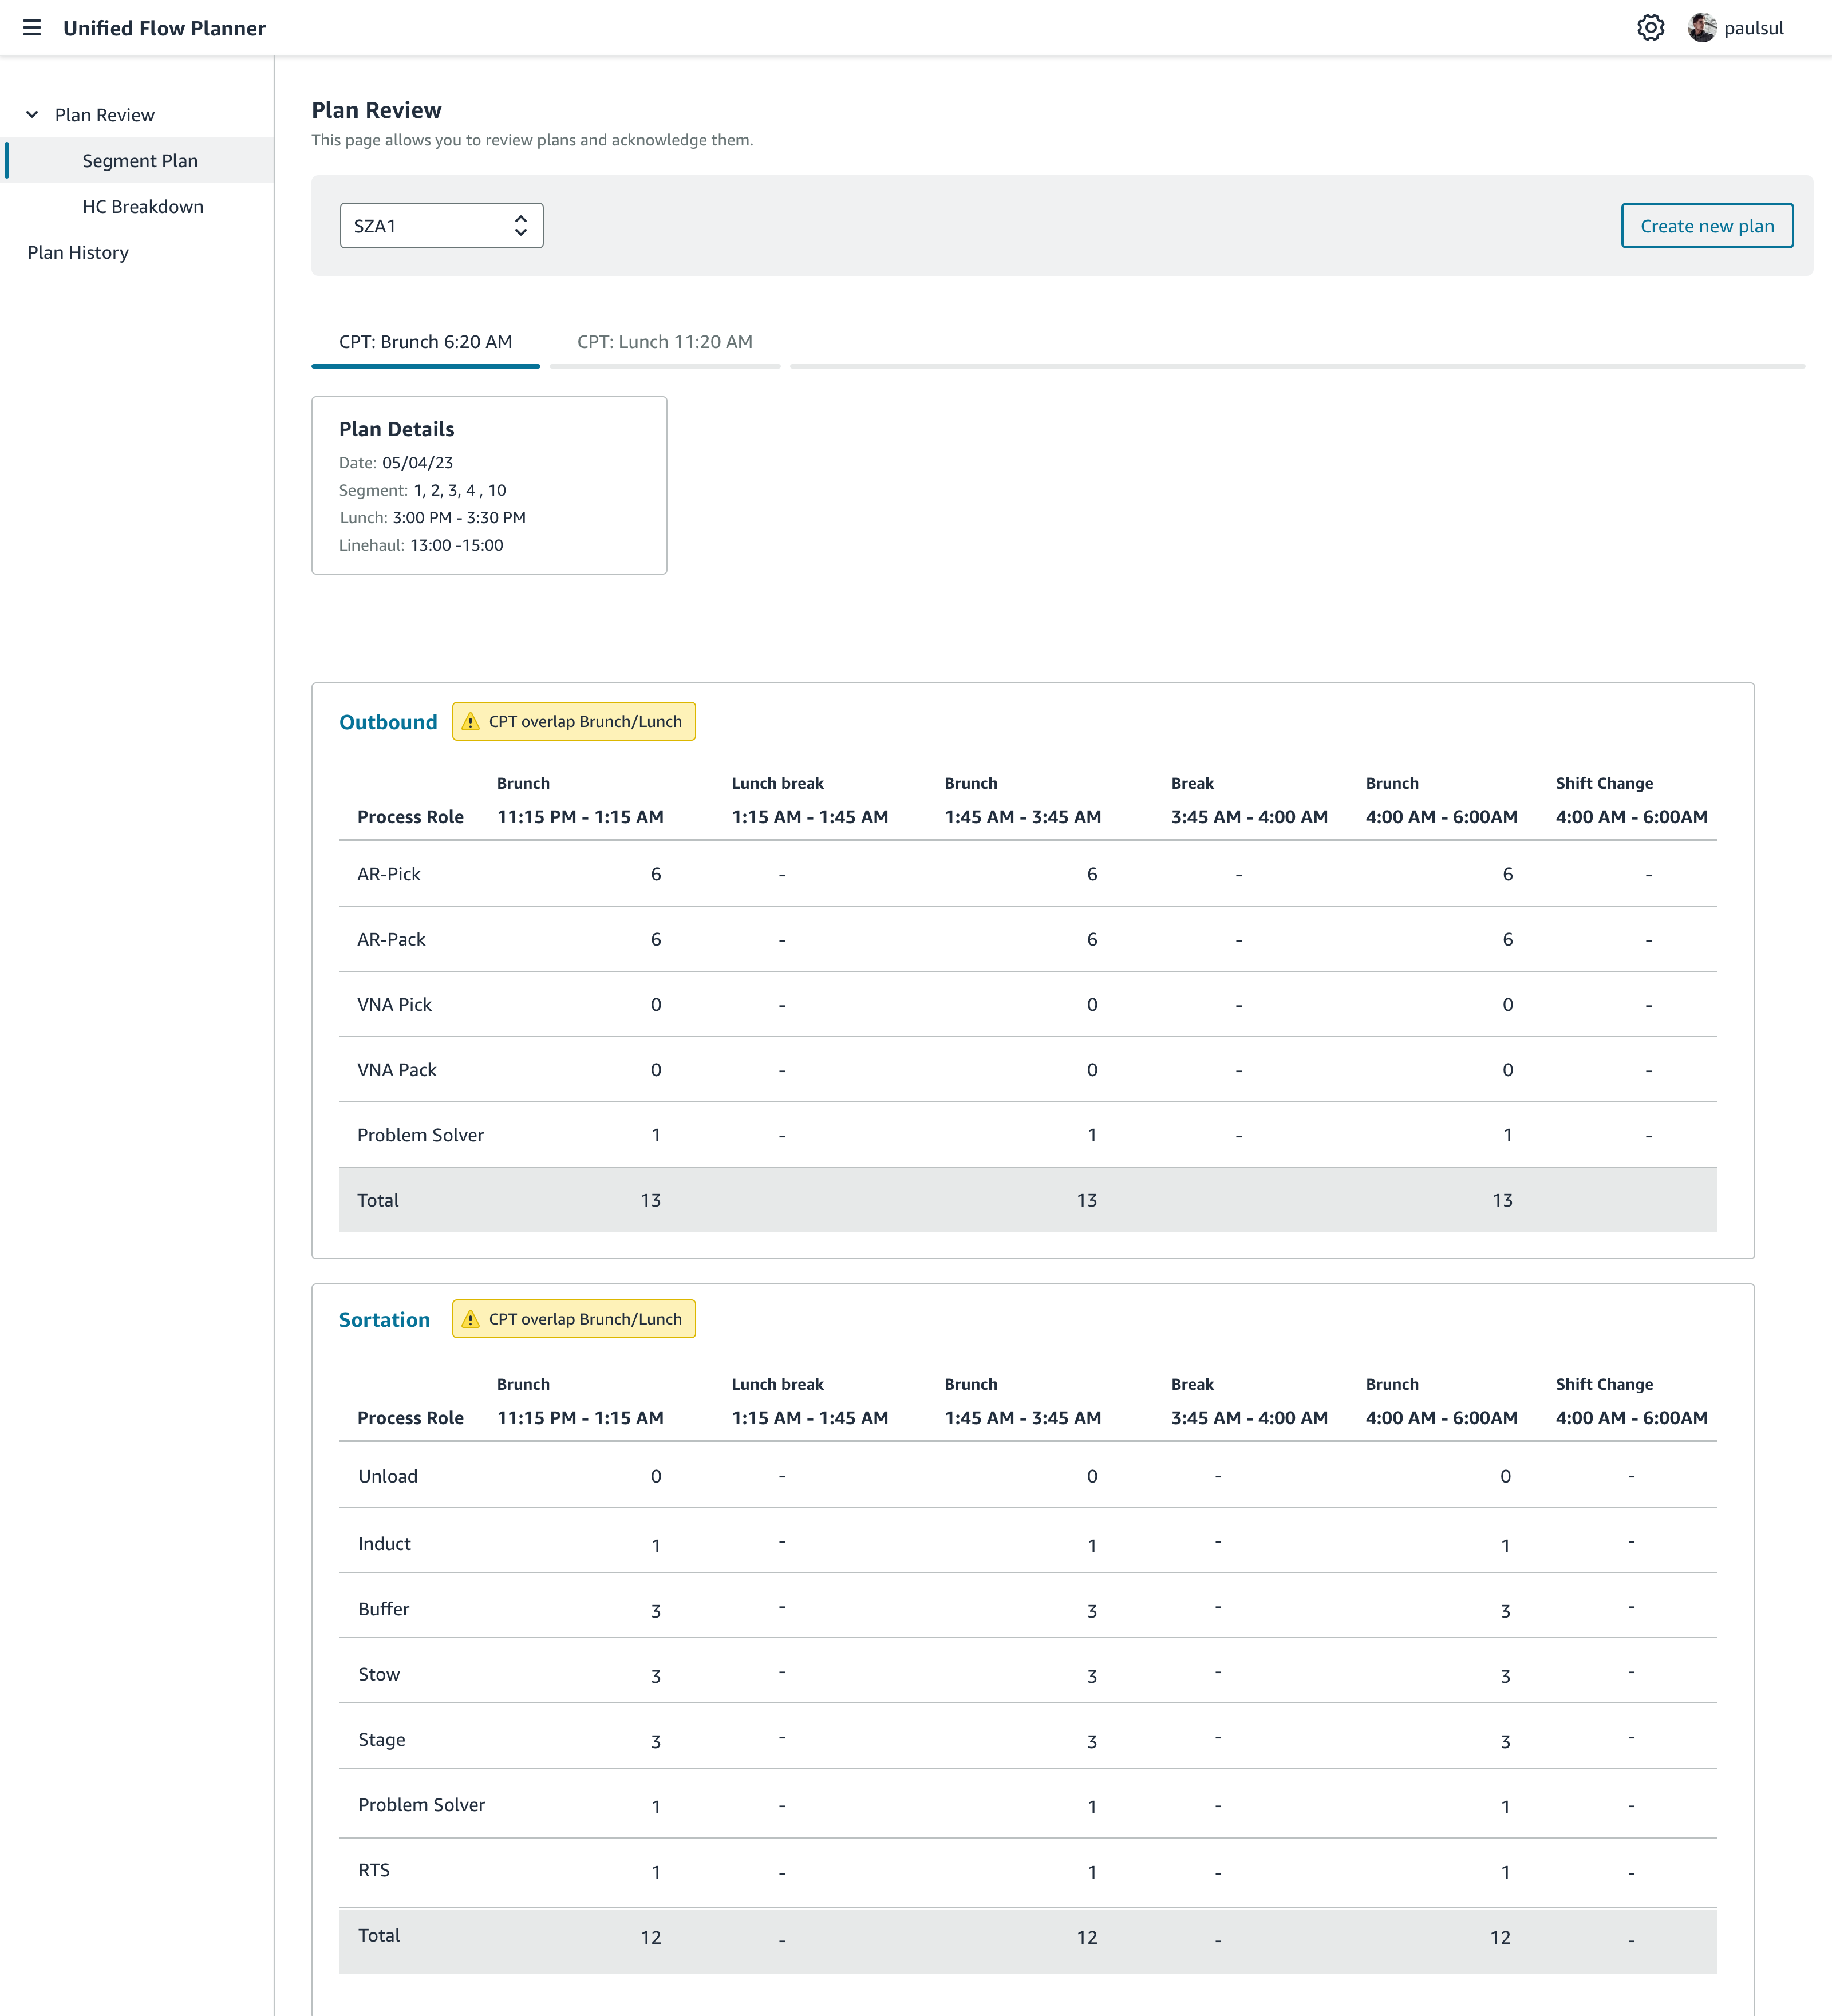 Unified Flow Planner
paulsul
Plan Review
Segment Plan
HC Breakdown
Plan History
Plan Review
This page allows you to review plans and acknowledge them.
SZA1
Create new plan
CPT: Brunch 6:20 AM CPT: Lunch 11:20 AM
Plan Details
Date: 05/04/23
Segment: 1, 2, 3, 4 , 10
Lunch: 3:00 PM - 3:30 PM
Linehaul: 13:00 -15:00
Outbound CPT overlap Brunch/Lunch
Brunch Lunch break Brunch Break Brunch Shift Change
Process Role 11:15 PM - 1:15 AM 1:15 AM - 1:45 AM 1:45 AM - 3:45 AM 3:45 AM - 4:00 AM 4:00 AM - 6:00AM 4:00 AM - 6:00AM
AR-Pick 6 - 6 - 6 -
AR-Pack 6 - 6 - 6 -
VNA Pick 0 - 0 - 0 -
VNA Pack 0 - 0 - 0 -
Problem Solver 1 - 1 - 1 -
Total 13 13 13
Sortation CPT overlap Brunch/Lunch
Brunch Lunch break Brunch Break Brunch Shift Change
Process Role 11:15 PM - 1:15 AM 1:15 AM - 1:45 AM 1:45 AM - 3:45 AM 3:45 AM - 4:00 AM 4:00 AM - 6:00AM 4:00 AM - 6:00AM
Unload 0 - 0 - 0 -
Induct 1 - 1 - 1 -
Buffer 3 - 3 - 3 -
Stow 3 - 3 - 3 -
Stage 3 - 3 - 3 -
Problem Solver 1 - 1 - 1 -
RTS 1 - 1 - 1 -
Total 12 - 12 - 12 -